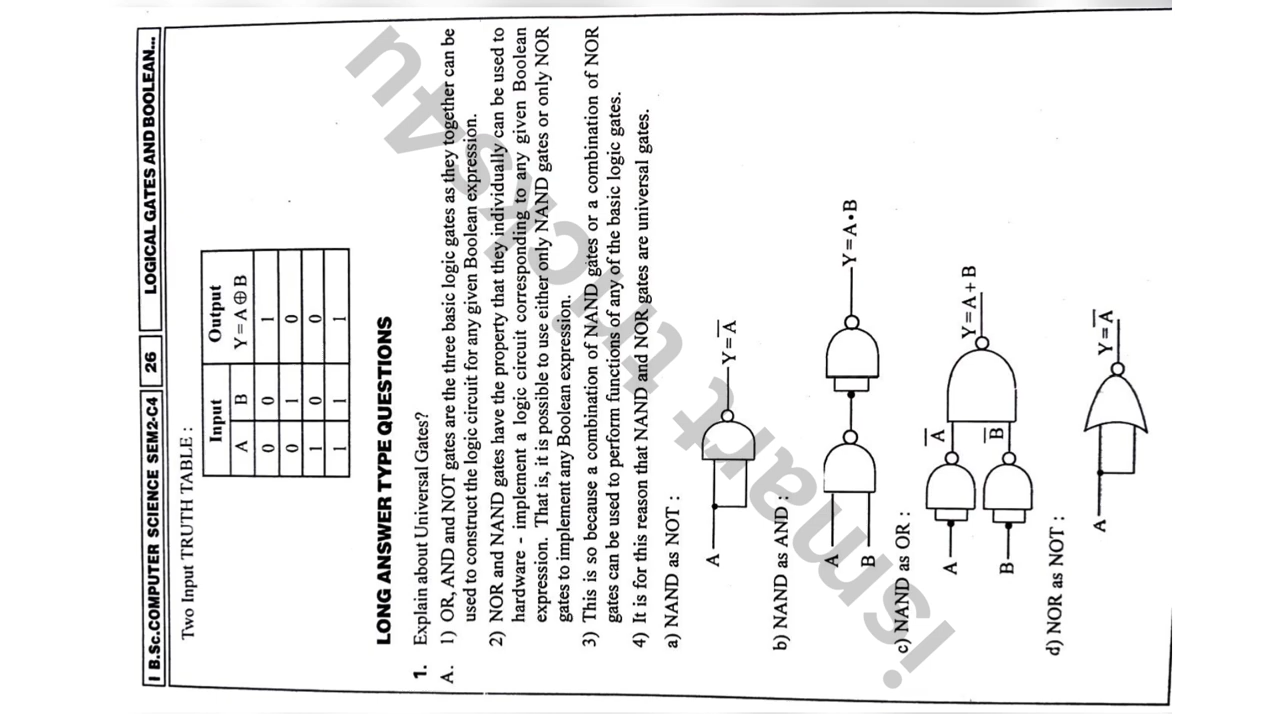 I B.Sc.COMPUTER SCIENCE SEM2-C4 26 LOGICAL GATES AND BOOLEAN...
Two Input TRUTH TABLE :
Input Output
A B Y = A ⊕ B
0 0 1
0 1 0
1 0 0
1 1 1
LONG ANSWER TYPE QUESTIONS
1. Explain about Universal Gates?
A. 1) OR, AND and NOT gates are the three basic logic gates as they together can be
used to construct the logic circuit for any given Boolean expression.
2) NOR and NAND gates have the property that they individually can be used to
hardware - implement a logic circuit corresponding to any given Boolean
expression. That is, it is possible to use either only NAND gates or only NOR
gates to implement any Boolean expression.
3) This is so because a combination of NAND gates or a combination of NOR
gates can be used to perform functions of any of the basic logic gates.
4) It is for this reason that NAND and NOR gates are universal gates.
a) NAND as NOT :
A Y = A̅
b) NAND as AND :
A
B
Y = A • B
c) NAND as OR :
A A̅
B B̅
Y = A + B
d) NOR as NOT :
A Y = A̅
ismart tricks4u